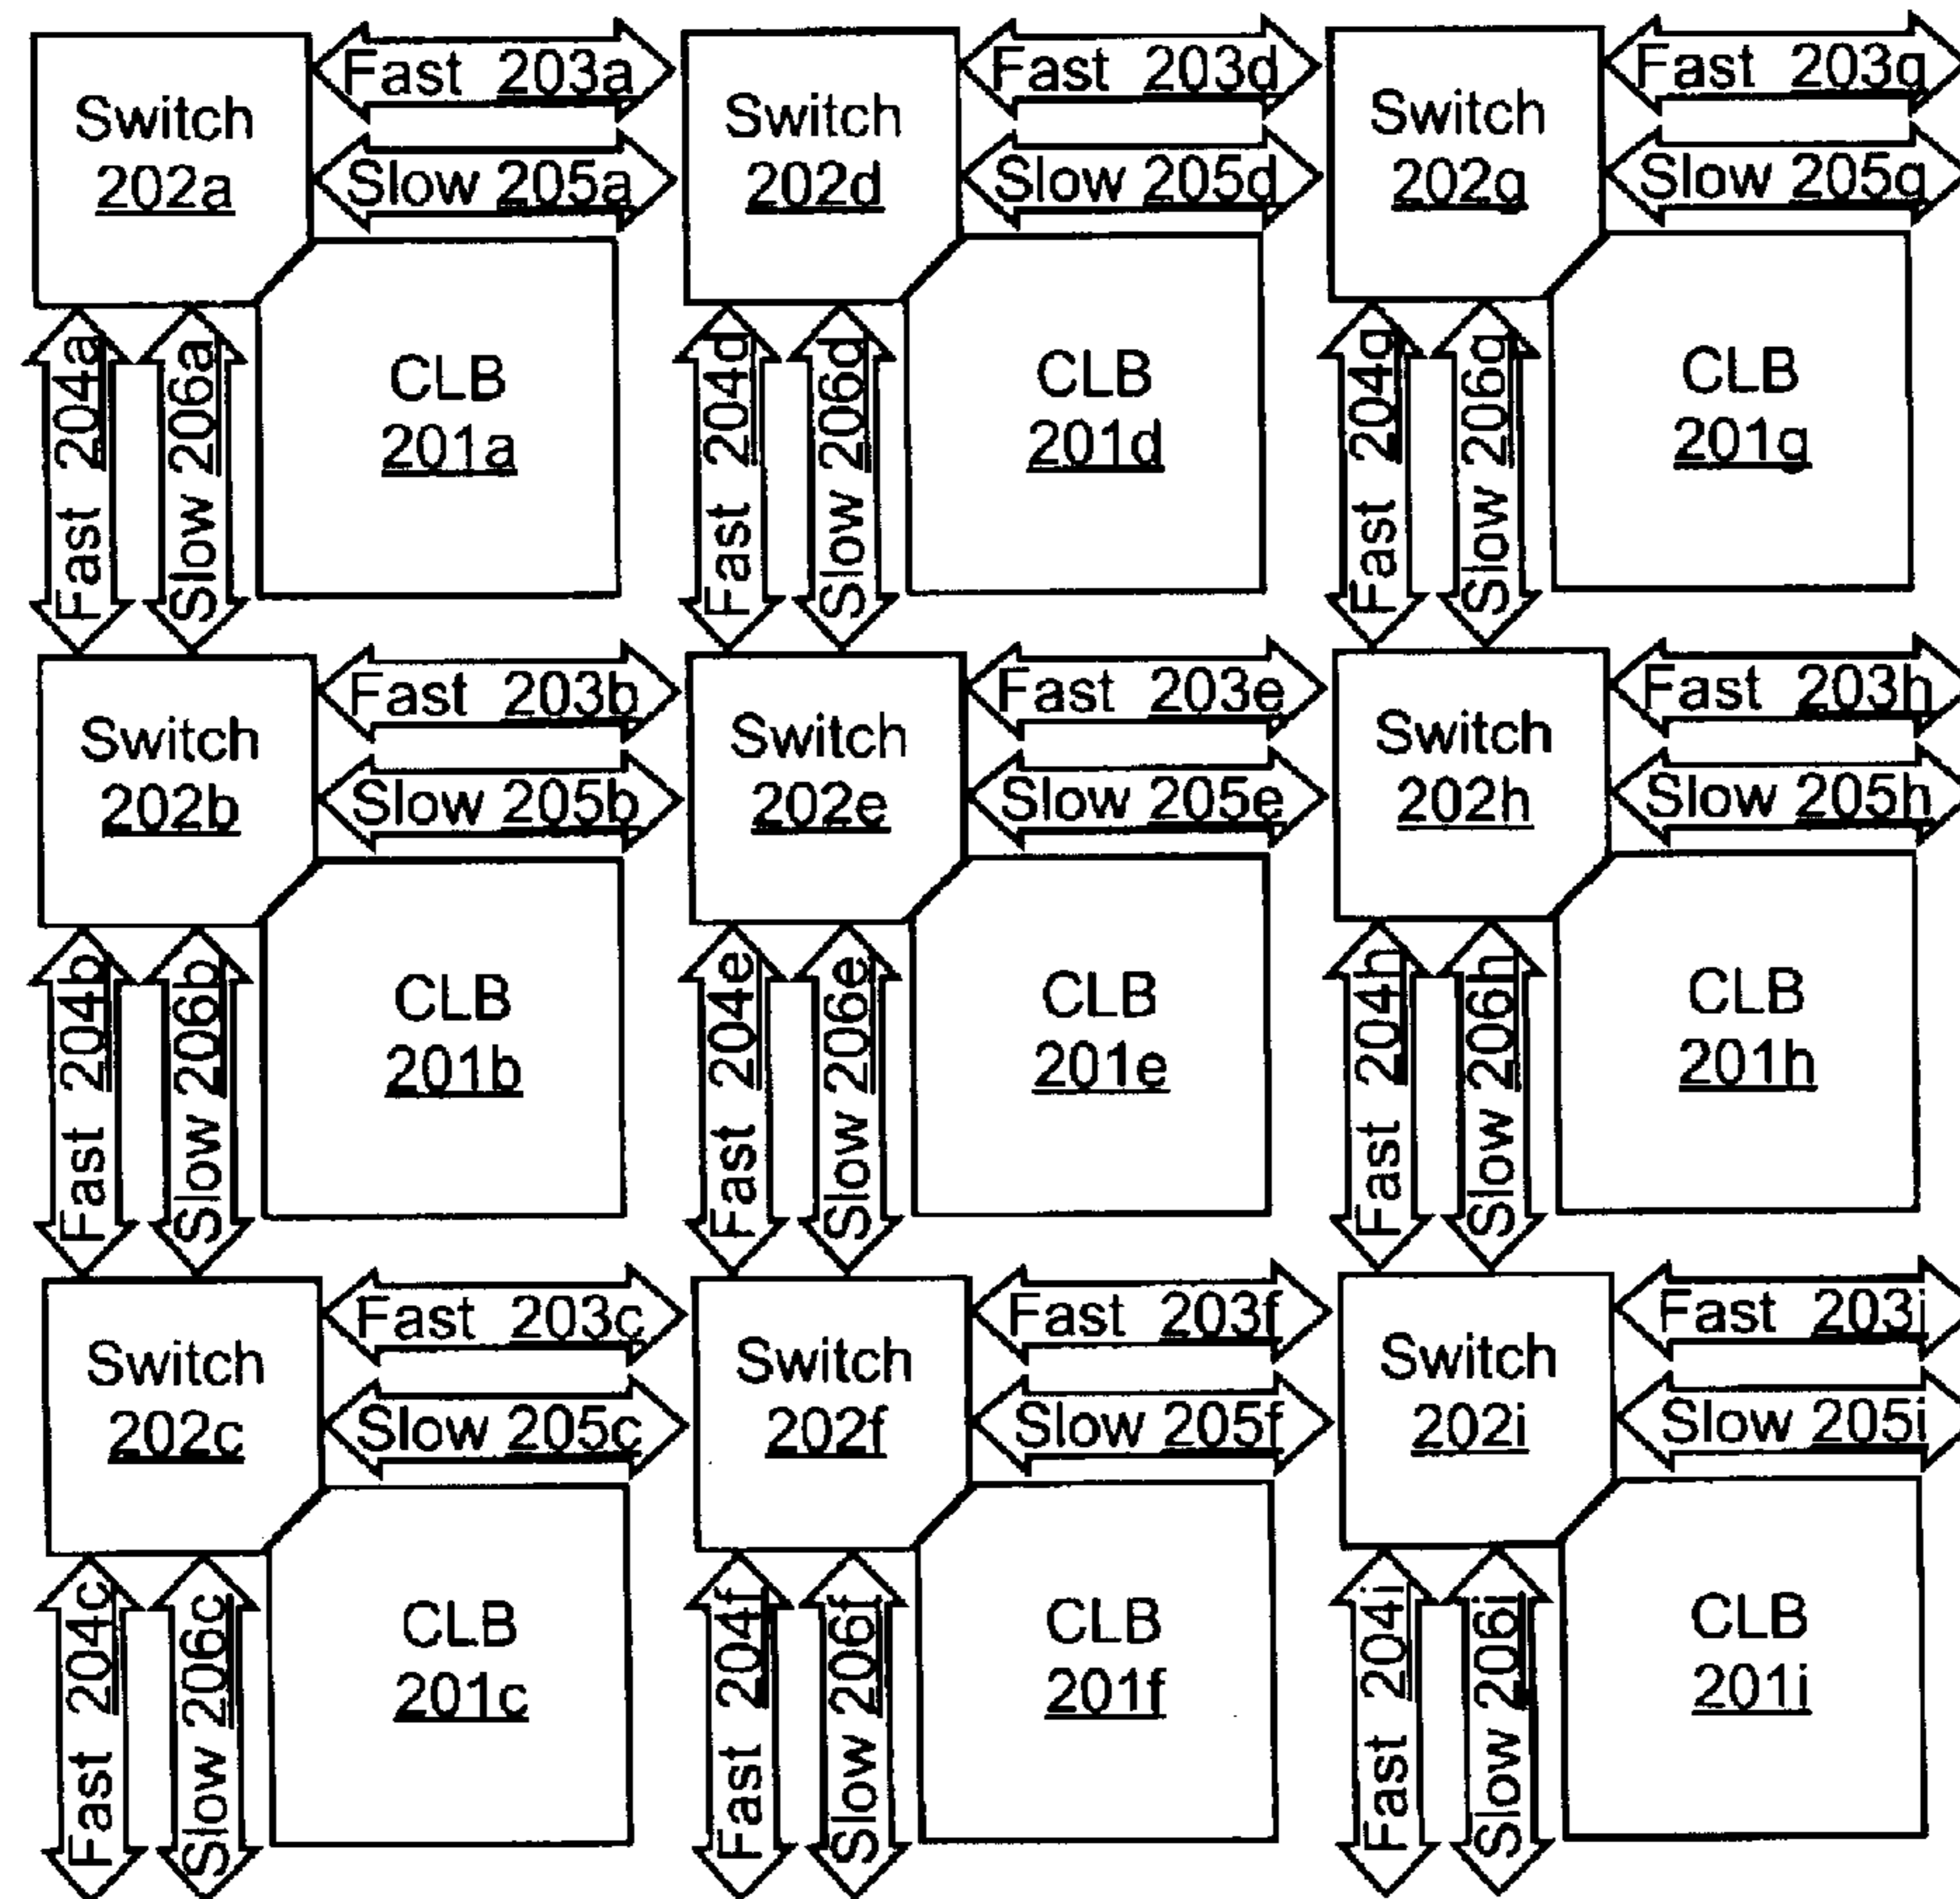 Fast 203a
Fast 203d
Fast 203g
Switch
202a
Switch
202d
Switch
202g
Slow 205a
Slow 205d
Slow 205g
Fast 204a
Slow 206a
CLB
201a
Fast 204d
Slow 206d
CLB
201d
Fast 204g
Slow 206g
CLB
201g
Fast 203b
Fast 203e
Fast 203h
Switch
202b
Switch
202e
Switch
202h
Slow 205b
Slow 205e
Slow 205h
Fast 204b
Slow 206b
CLB
201b
Fast 204e
Slow 206e
CLB
201e
Fast 204h
Slow 206h
CLB
201h
Fast 203c
Fast 203f
Fast 203i
Switch
202c
Switch
202f
Switch
202i
Slow 205c
Slow 205f
Slow 205i
Fast 204c
Slow 206c
CLB
201c
Fast 204f
Slow 206f
CLB
201f
Fast 204i
Slow 206i
CLB
201i